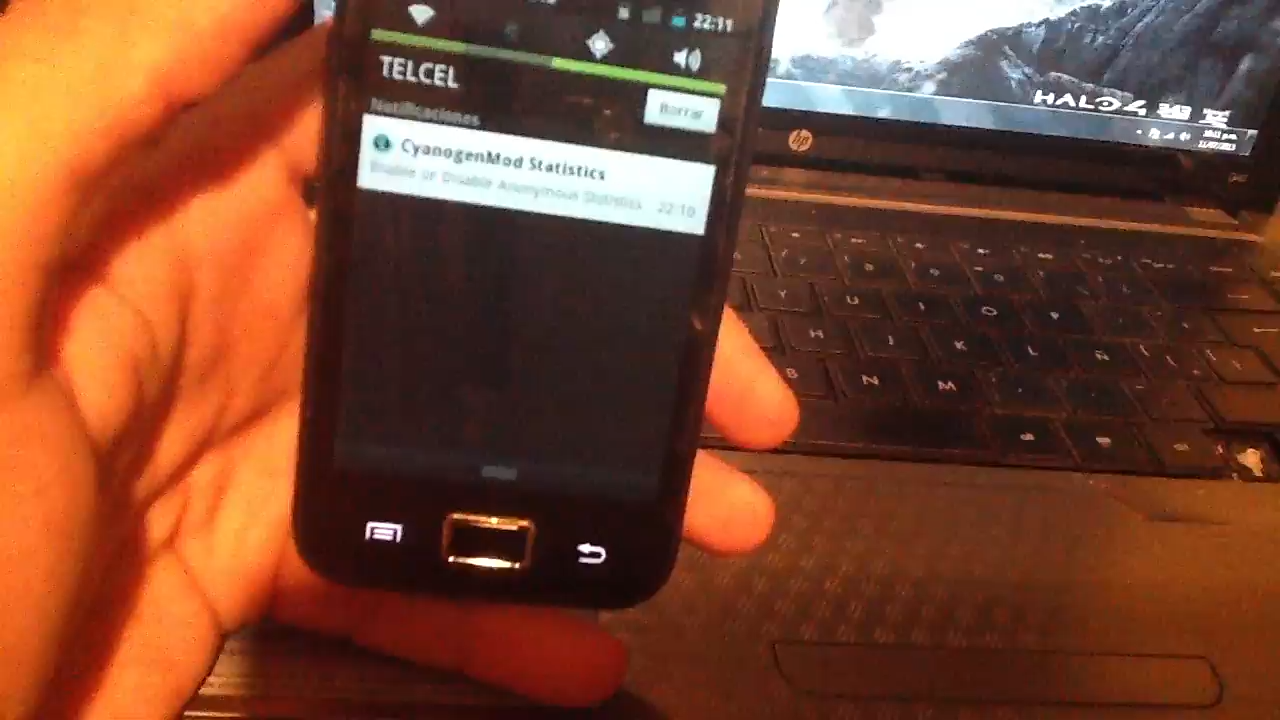 22:11
TELCEL
Borrar
Notificaciones
CyanogenMod Statistics
Enable or Disable Anonymous Statistics 22:10
HALO 4
hp
Y U I O P
H J K L Ñ
B N M